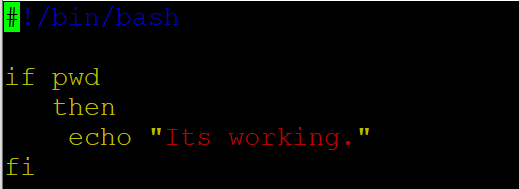 #!/bin/bash
if pwd
then
echo "Its working."
fi